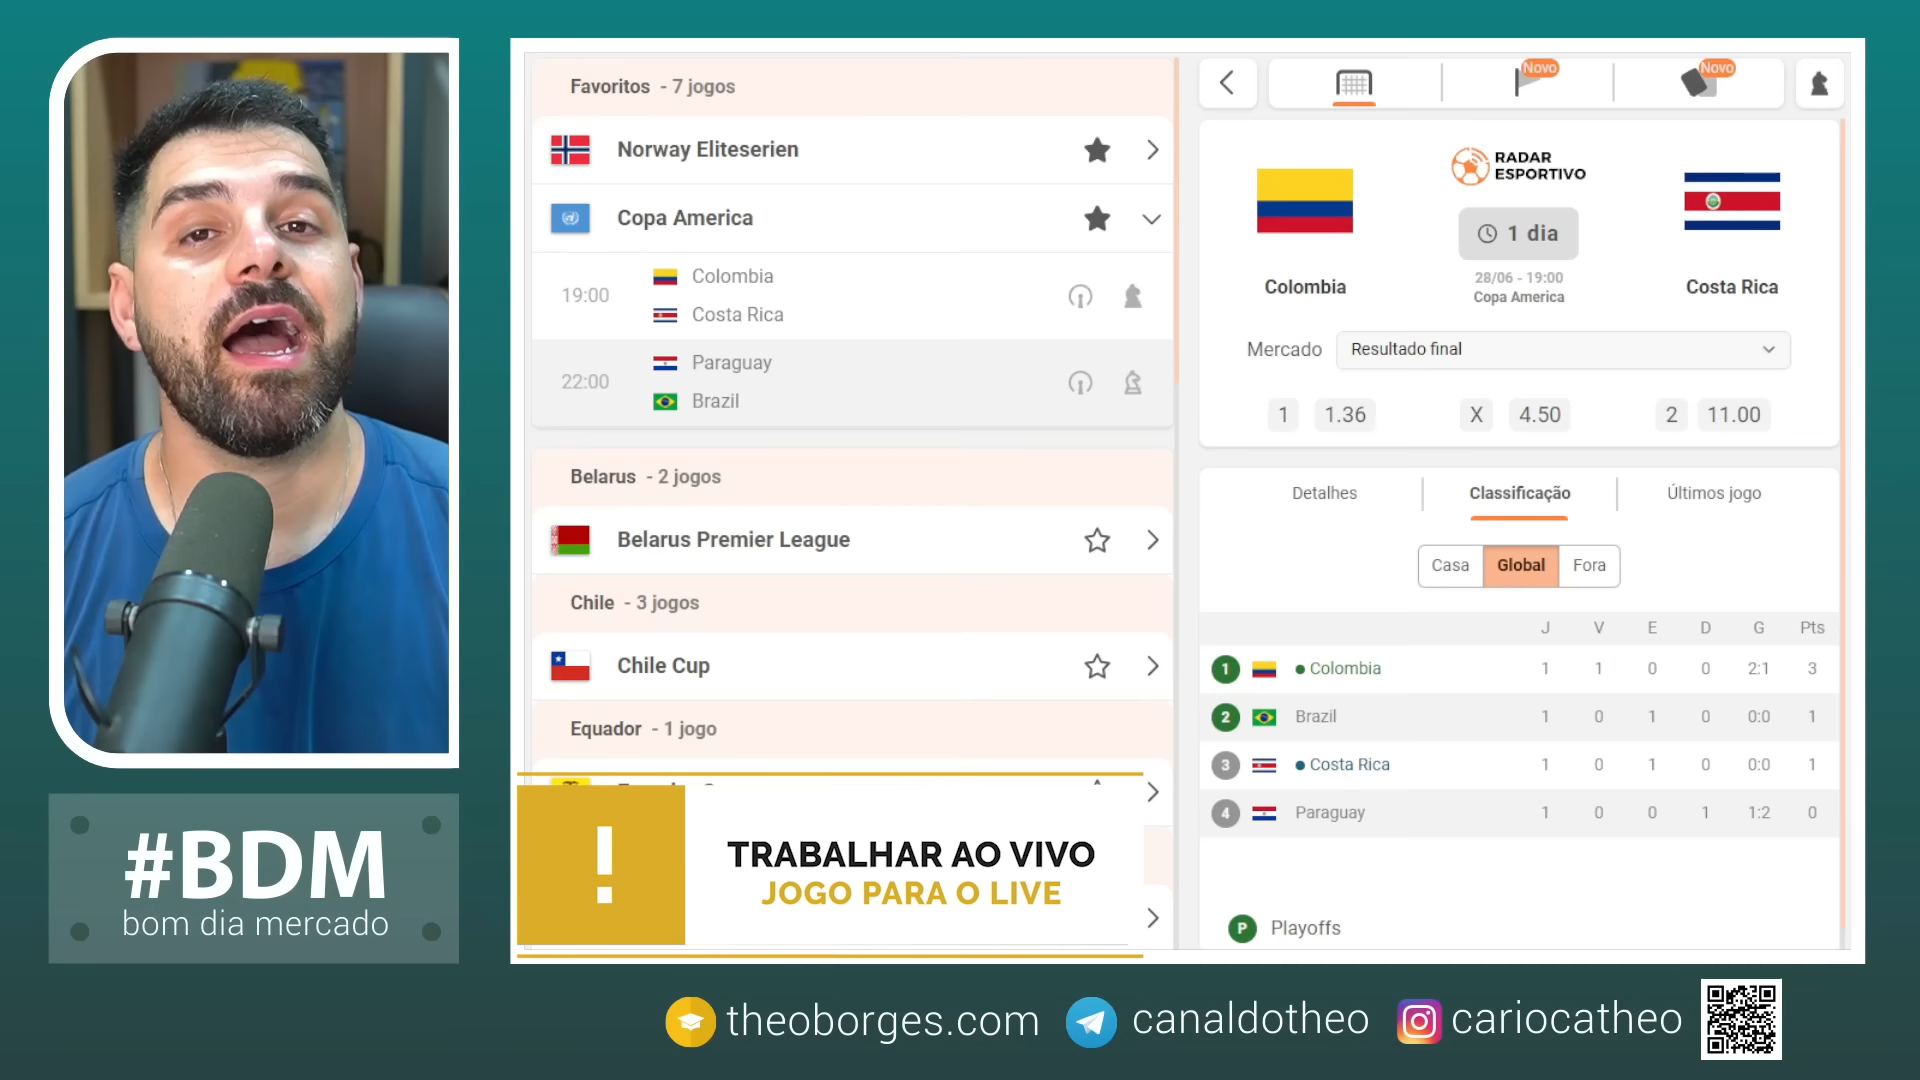 #BDM
bom dia mercado
Favoritos - 7 jogos
Norway Eliteserien
Copa America
19:00
Colombia
Costa Rica
22:00
Paraguay
Brazil
Belarus - 2 jogos
Belarus Premier League
Chile - 3 jogos
Chile Cup
Equador - 1 jogo
!
TRABALHAR AO VIVO
JOGO PARA O LIVE
Novo
Novo
RADAR
ESPORTIVO
1 dia
28/06 - 19:00
Copa America
Colombia
Costa Rica
Mercado
Resultado final
1 1.36 X 4.50 2 11.00
Detalhes Classificação Últimos jogo
Casa Global Fora
J V E D G Pts
1 Colombia 1 1 0 0 2:1 3
2 Brazil 1 0 1 0 0:0 1
3 Costa Rica 1 0 1 0 0:0 1
4 Paraguay 1 0 0 1 1:2 0
P Playoffs
theoborges.com canaldotheo cariocatheo